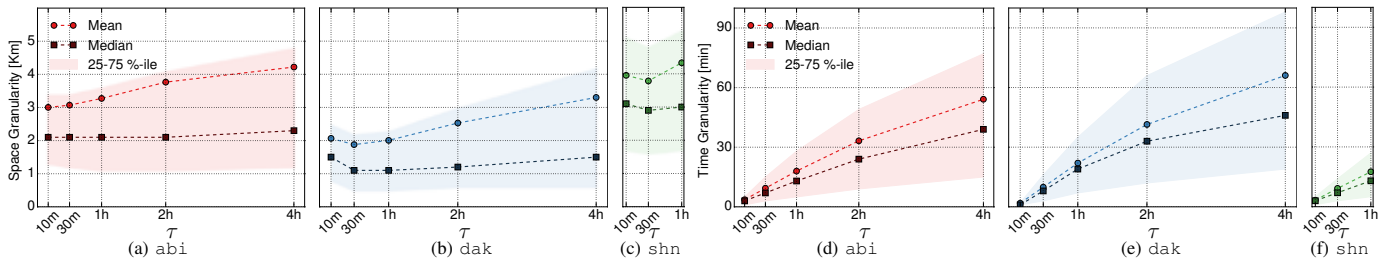 Space Granularity [Km]
6
5
4
3
2
1
0
Mean
Median
25-75 %-ile
10m 30m 1h 2h 4h
τ
(a) abi
10m 30m 1h 2h 4h
τ
(b) dak
10m 30m 1h
τ
(c) shn
Time Granularity [min]
90
60
30
0
Mean
Median
25-75 %-ile
10m 30m 1h 2h 4h
τ
(d) abi
10m 30m 1h 2h 4h
τ
(e) dak
10m 30m 1h
τ
(f) shn